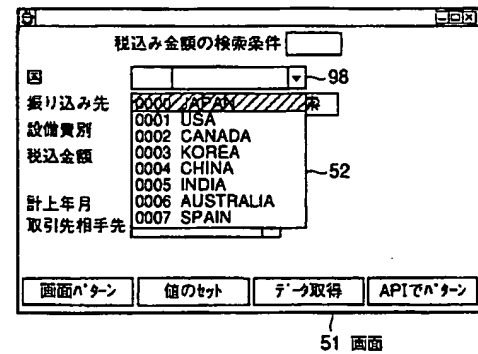 税込み金額の検索条件
国
98
振り込み先
0000 JAPAN
索
0001 USA
設備費別
0002 CANADA
税込金額
0003 KOREA
0004 CHINA
52
0005 INDIA
計上年月
0006 AUSTRALIA
取引先相手先
0007 SPAIN
画面パターン 値のセット データ取得 APIでパターン
51 画面